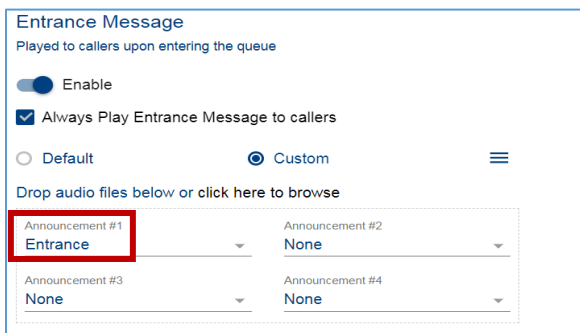 Entrance Message
Played to callers upon entering the queue
Enable
Always Play Entrance Message to callers
Default Custom
Drop audio files below or click here to browse
Announcement #1 Announcement #2
Entrance None
Announcement #3 Announcement #4
None None